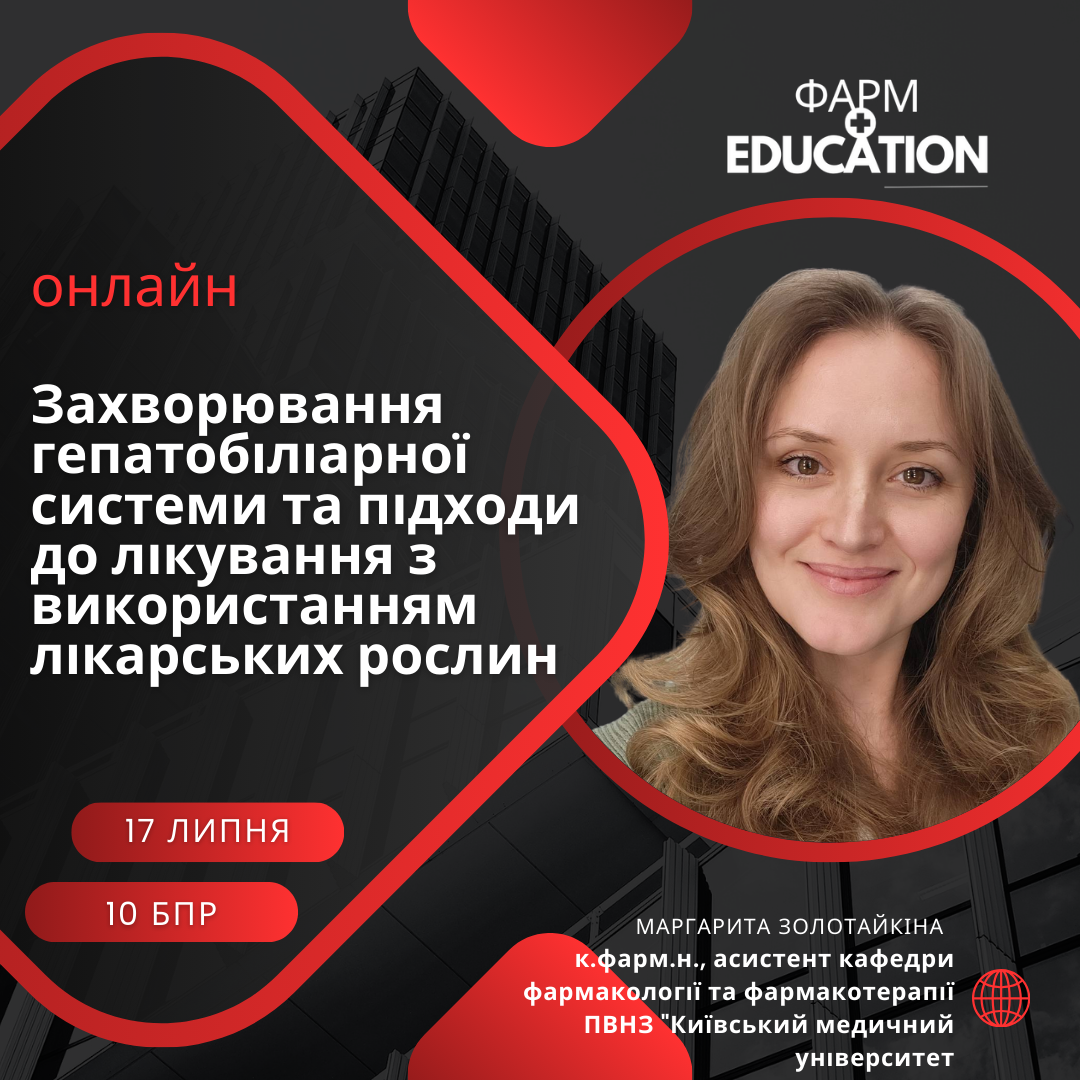 ФАРМ
EDUCATION
онлайн
Захворювання
гепатобіліарної
системи та підходи
до лікування з
використанням
лікарських рослин
17 ЛИПНЯ
10 БПР
МАРГАРИТА ЗОЛОТАЙКІНА
к.фарм.н., асистент кафедри
фармакології та фармакотерапії
ПВНЗ "Київський медичний
університет